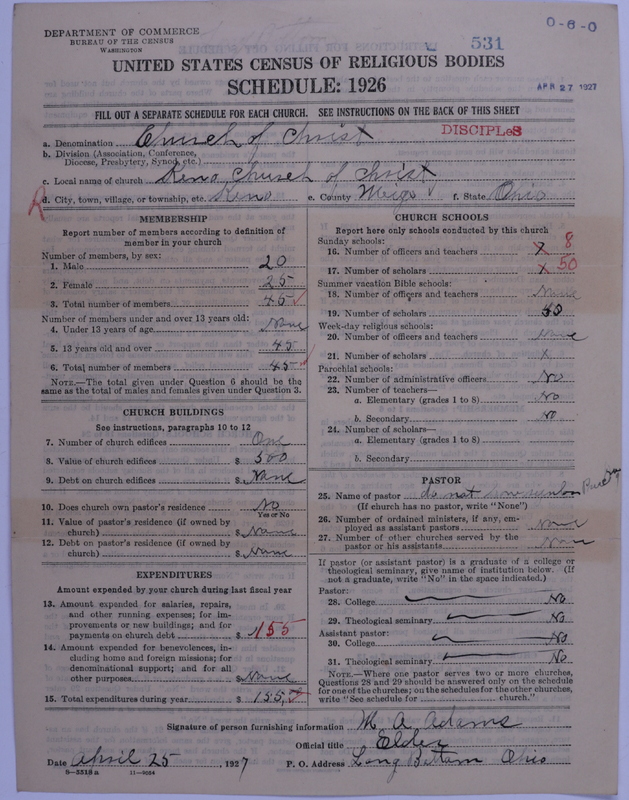 DEPARTMENT OF COMMERCE
BUREAU OF THE CENSUS
WASHINGTON
531
0-6-0
UNITED STATES CENSUS OF RELIGIOUS BODIES
SCHEDULE: 1926
APR 27 1927
FILL OUT A SEPARATE SCHEDULE FOR EACH CHURCH. SEE INSTRUCTIONS ON THE BACK OF THIS SHEET
a. Denomination Church of Christ DISCIPLeS
b. Division (Association, Conference, Diocese, Presbytery, Synod, etc.)
c. Local name of church Keno Church of Christ
R
d. City, town, village, or township, etc. Keno e. County Meigs f. State Ohio
MEMBERSHIP
Report number of members according to definition of
member in your church
Number of members, by sex:
1. Male 20
2. Female 25
3. Total number of members 45
Number of members under and over 13 years old:
4. Under 13 years of age None
5. 13 years old and over 45
6. Total number of members 45
NOTE.—The total given under Question 6 should be the
same as the total of males and females given under Question 3.
CHURCH BUILDINGS
See instructions, paragraphs 10 to 12
7. Number of church edifices One
8. Value of church edifices $ 500
9. Debt on church edifices $ None
10. Does church own pastor's residence No
Yes or No
11. Value of pastor's residence (if owned by
church) $ None
12. Debt on pastor's residence (if owned by
church) $ None
EXPENDITURES
Amount expended by your church during last fiscal year
13. Amount expended for salaries, repairs,
and other running expenses; for im-
provements or new buildings; and for
payments on church debt $ 155
14. Amount expended for benevolences, in-
cluding home and foreign missions; for
denominational support; and for all
other purposes $ None
15. Total expenditures during year $ 155
CHURCH SCHOOLS
Report here only schools conducted by this church
Sunday schools:
16. Number of officers and teachers x 8
17. Number of scholars x 50
Summer vacation Bible schools:
18. Number of officers and teachers None
19. Number of scholars
Week-day religious schools:
20. Number of officers and teachers None
21. Number of scholars x
Parochial schools:
22. Number of administrative officers No
23. Number of teachers—
a. Elementary (grades 1 to 8) No
b. Secondary No
24. Number of scholars—
a. Elementary (grades 1 to 8)
b. Secondary
PASTOR
25. Name of pastor do not have
(If church has no pastor, write "None")
26. Number of ordained ministers, if any, em-
ployed as assistant pastors None
27. Number of other churches served by the
pastor or his assistants None
If pastor (or assistant pastor) is a graduate of a college or
theological seminary, give name of institution below. (If
not a graduate, write "No" in the space indicated.)
Pastor:
28. College No
29. Theological seminary No
Assistant pastor:
30. College No
31. Theological seminary No
NOTE.—Where one pastor serves two or more churches,
Questions 28 and 29 should be answered only on the schedule
for one of the churches; on the schedules for the other churches,
write "See schedule for church."
Signature of person furnishing information M. A. Adams
Official title Elder
Date April 25, 1927 P. O. Address Long Bottom Ohio
9-5518 a 11-9024